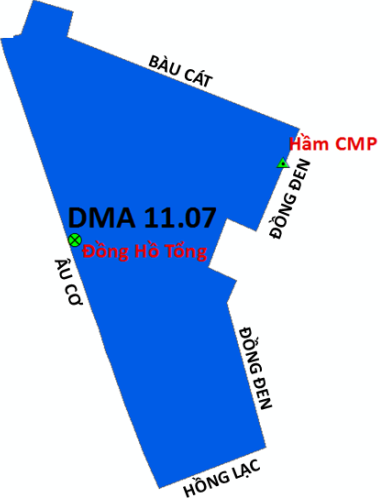 BÀU CÁT
Hầm CMP
ĐỒNG ĐEN
DMA 11.07
Đồng Hồ Tổng
ÂU CƠ
ĐỒNG ĐEN
HỒNG LẠC